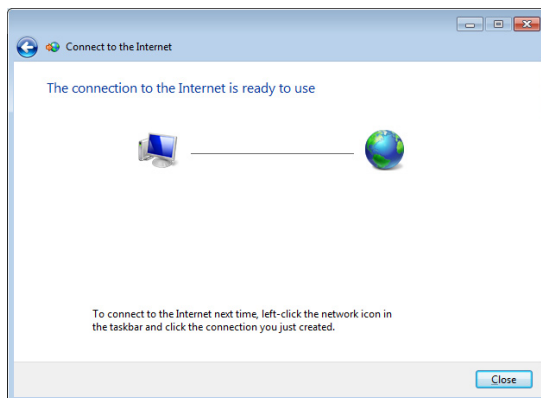 Connect to the Internet
The connection to the Internet is ready to use
To connect to the Internet next time, left-click the network icon in
the taskbar and click the connection you just created.
Close